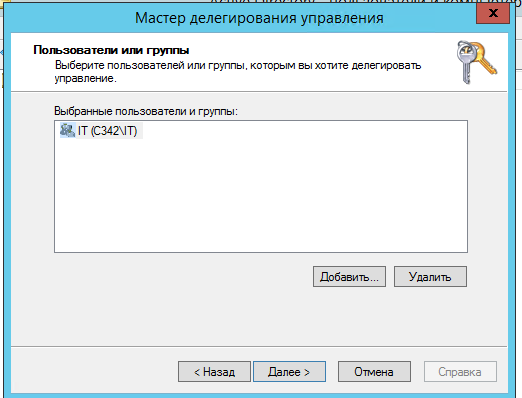 Мастер делегирования управления
x
Пользователи или группы
Выберите пользователей или группы, которым вы хотите делегировать
управление.
Выбранные пользователи и группы:
IT (C342\IT)
Добавить...
Удалить
< Назад
Далее >
Отмена
Справка